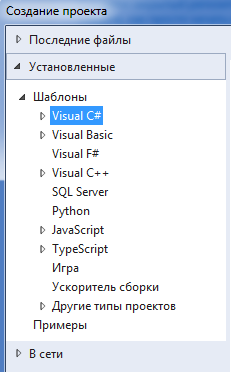 Создание проекта
Последние файлы
Установленные
Шаблоны
Visual C#
Visual Basic
Visual F#
Visual C++
SQL Server
Python
JavaScript
TypeScript
Игра
Ускоритель сборки
Другие типы проектов
Примеры
В сети